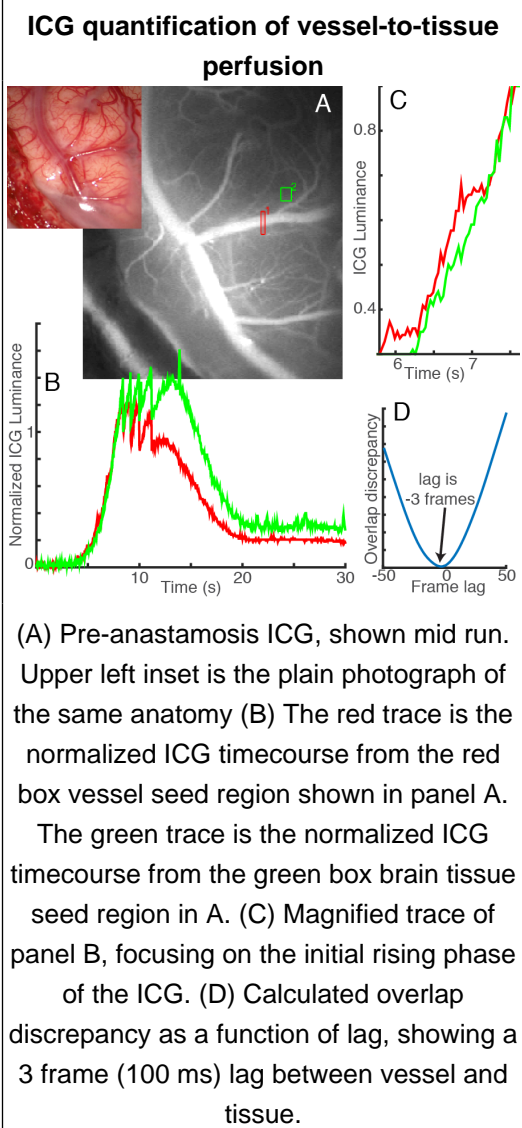 ICG quantification of vessel-to-tissue
perfusion
A
2
1
C
0.8
0.4
ICG Luminance
6
7
Time (s)
B
Normalized ICG Luminance
1
0
10
20
30
Time (s)
D
Overlap discrepancy
lag is
-3 frames
-50
0
50
Frame lag
(A) Pre-anastamosis ICG, shown mid run.
Upper left inset is the plain photograph of
the same anatomy (B) The red trace is the
normalized ICG timecourse from the red
box vessel seed region shown in panel A.
The green trace is the normalized ICG
timecourse from the green box brain tissue
seed region in A. (C) Magnified trace of
panel B, focusing on the initial rising phase
of the ICG. (D) Calculated overlap
discrepancy as a function of lag, showing a
3 frame (100 ms) lag between vessel and
tissue.